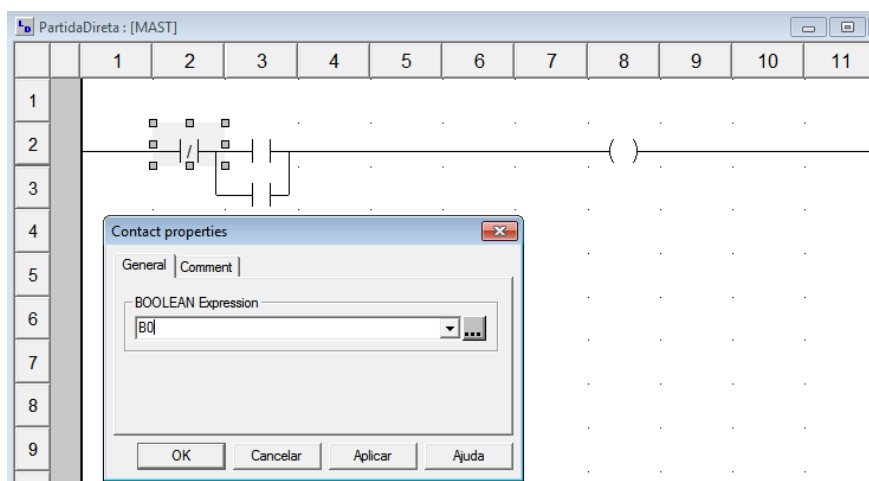 LD PartidaDireta : [MAST]
1 2 3 4 5 6 7 8 9 10 11
1
2
3
4
5
6
7
8
9
Contact properties
General Comment
BOOLEAN Expression
B0
...
OK Cancelar Aplicar Ajuda